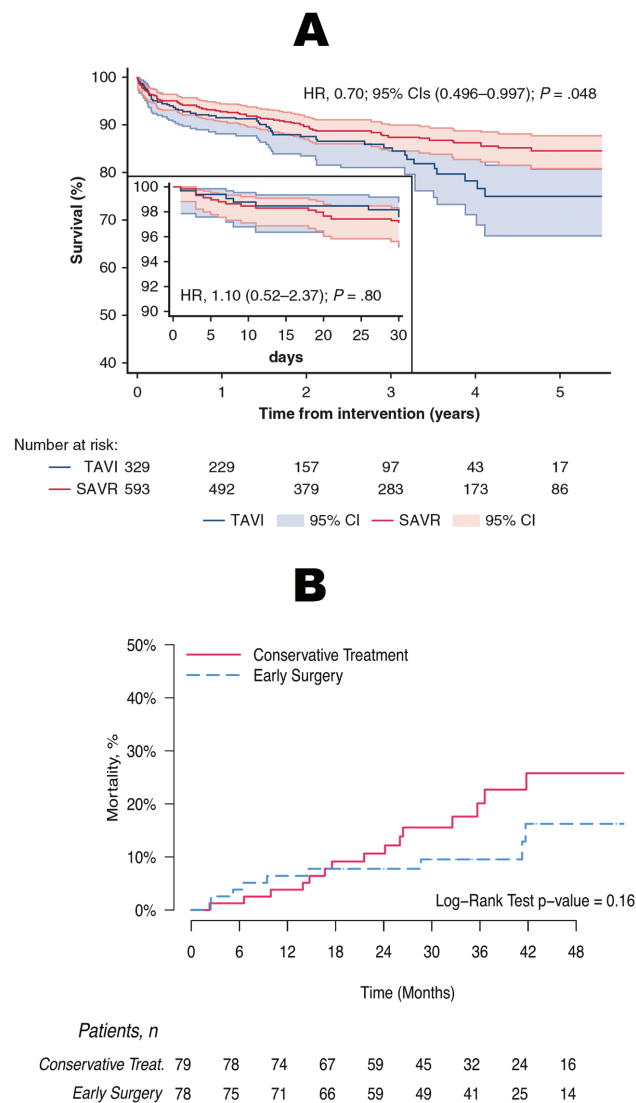 A
HR, 0.70; 95% CIs (0.496–0.997); P = .048
Survival (%)
100
90
80
70
60
50
40
100
98
96
94
92
90
HR, 1.10 (0.52–2.37); P = .80
0 5 10 15 20 25 30
days
0 1 2 3 4 5
Time from intervention (years)
Number at risk:
TAVI 329 229 157 97 43 17
SAVR 593 492 379 283 173 86
TAVI 95% CI SAVR 95% CI
B
Mortality, %
50%
40%
30%
20%
10%
0%
Conservative Treatment
Early Surgery
Log–Rank Test p–value = 0.16
0 6 12 18 24 30 36 42 48
Time (Months)
Patients, n
Conservative Treat. 79 78 74 67 59 45 32 24 16
Early Surgery 78 75 71 66 59 49 41 25 14